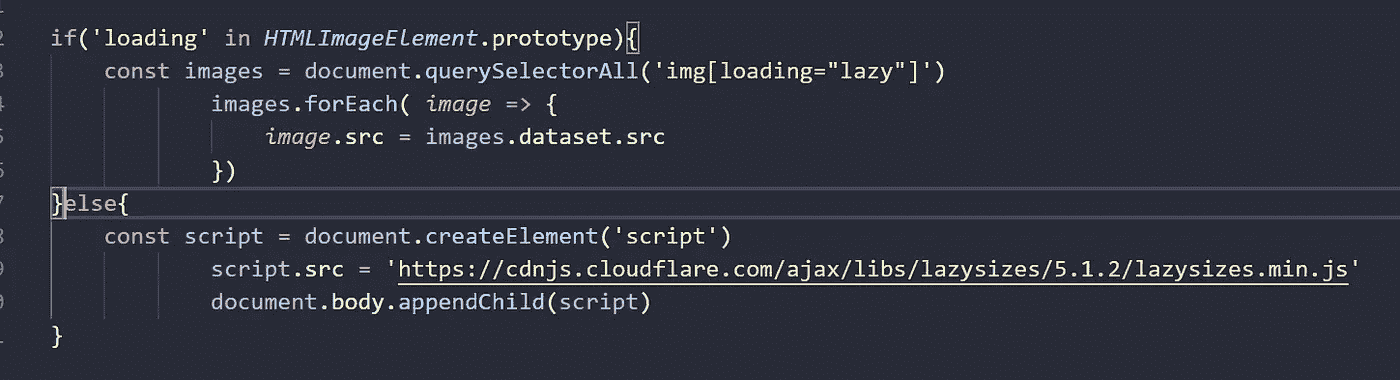 if('loading' in HTMLImageElement.prototype){
const images = document.querySelectorAll('img[loading="lazy"]')
images.forEach( image => {
image.src = images.dataset.src
})
}else{
const script = document.createElement('script')
script.src = 'https://cdnjs.cloudflare.com/ajax/libs/lazysizes/5.1.2/lazysizes.min.js'
document.body.appendChild(script)
}